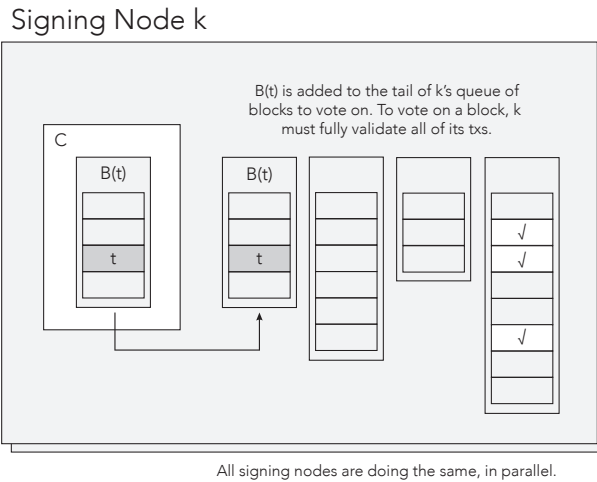 Signing Node k
B(t) is added to the tail of k's queue of
blocks to vote on. To vote on a block, k
must fully validate all of its txs.
C
B(t)
B(t)
t
t
√
√
√
All signing nodes are doing the same, in parallel.